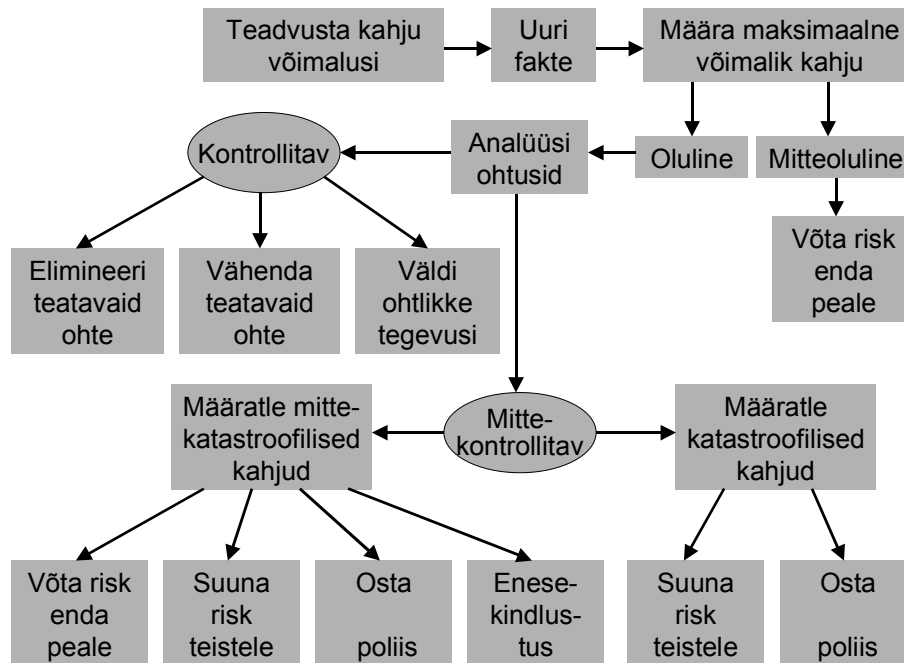 Teadvusta kahju
võimalusi
Uuri
fakte
Määra maksimaalne
võimalik kahju
Kontrollitav
Analüüsi
ohtusid
Oluline
Mitteoluline
Elimineeri
teatavaid
ohte
Vähenda
teatavaid
ohte
Väldi
ohtlikke
tegevusi
Võta risk
enda
peale
Määratle mitte-
katastroofilised
kahjud
Mitte-
kontrollitav
Määratle
katastroofilised
kahjud
Võta risk
enda
peale
Suuna
risk
teistele
Osta
poliis
Enese-
kindlus-
tus
Suuna
risk
teistele
Osta
poliis